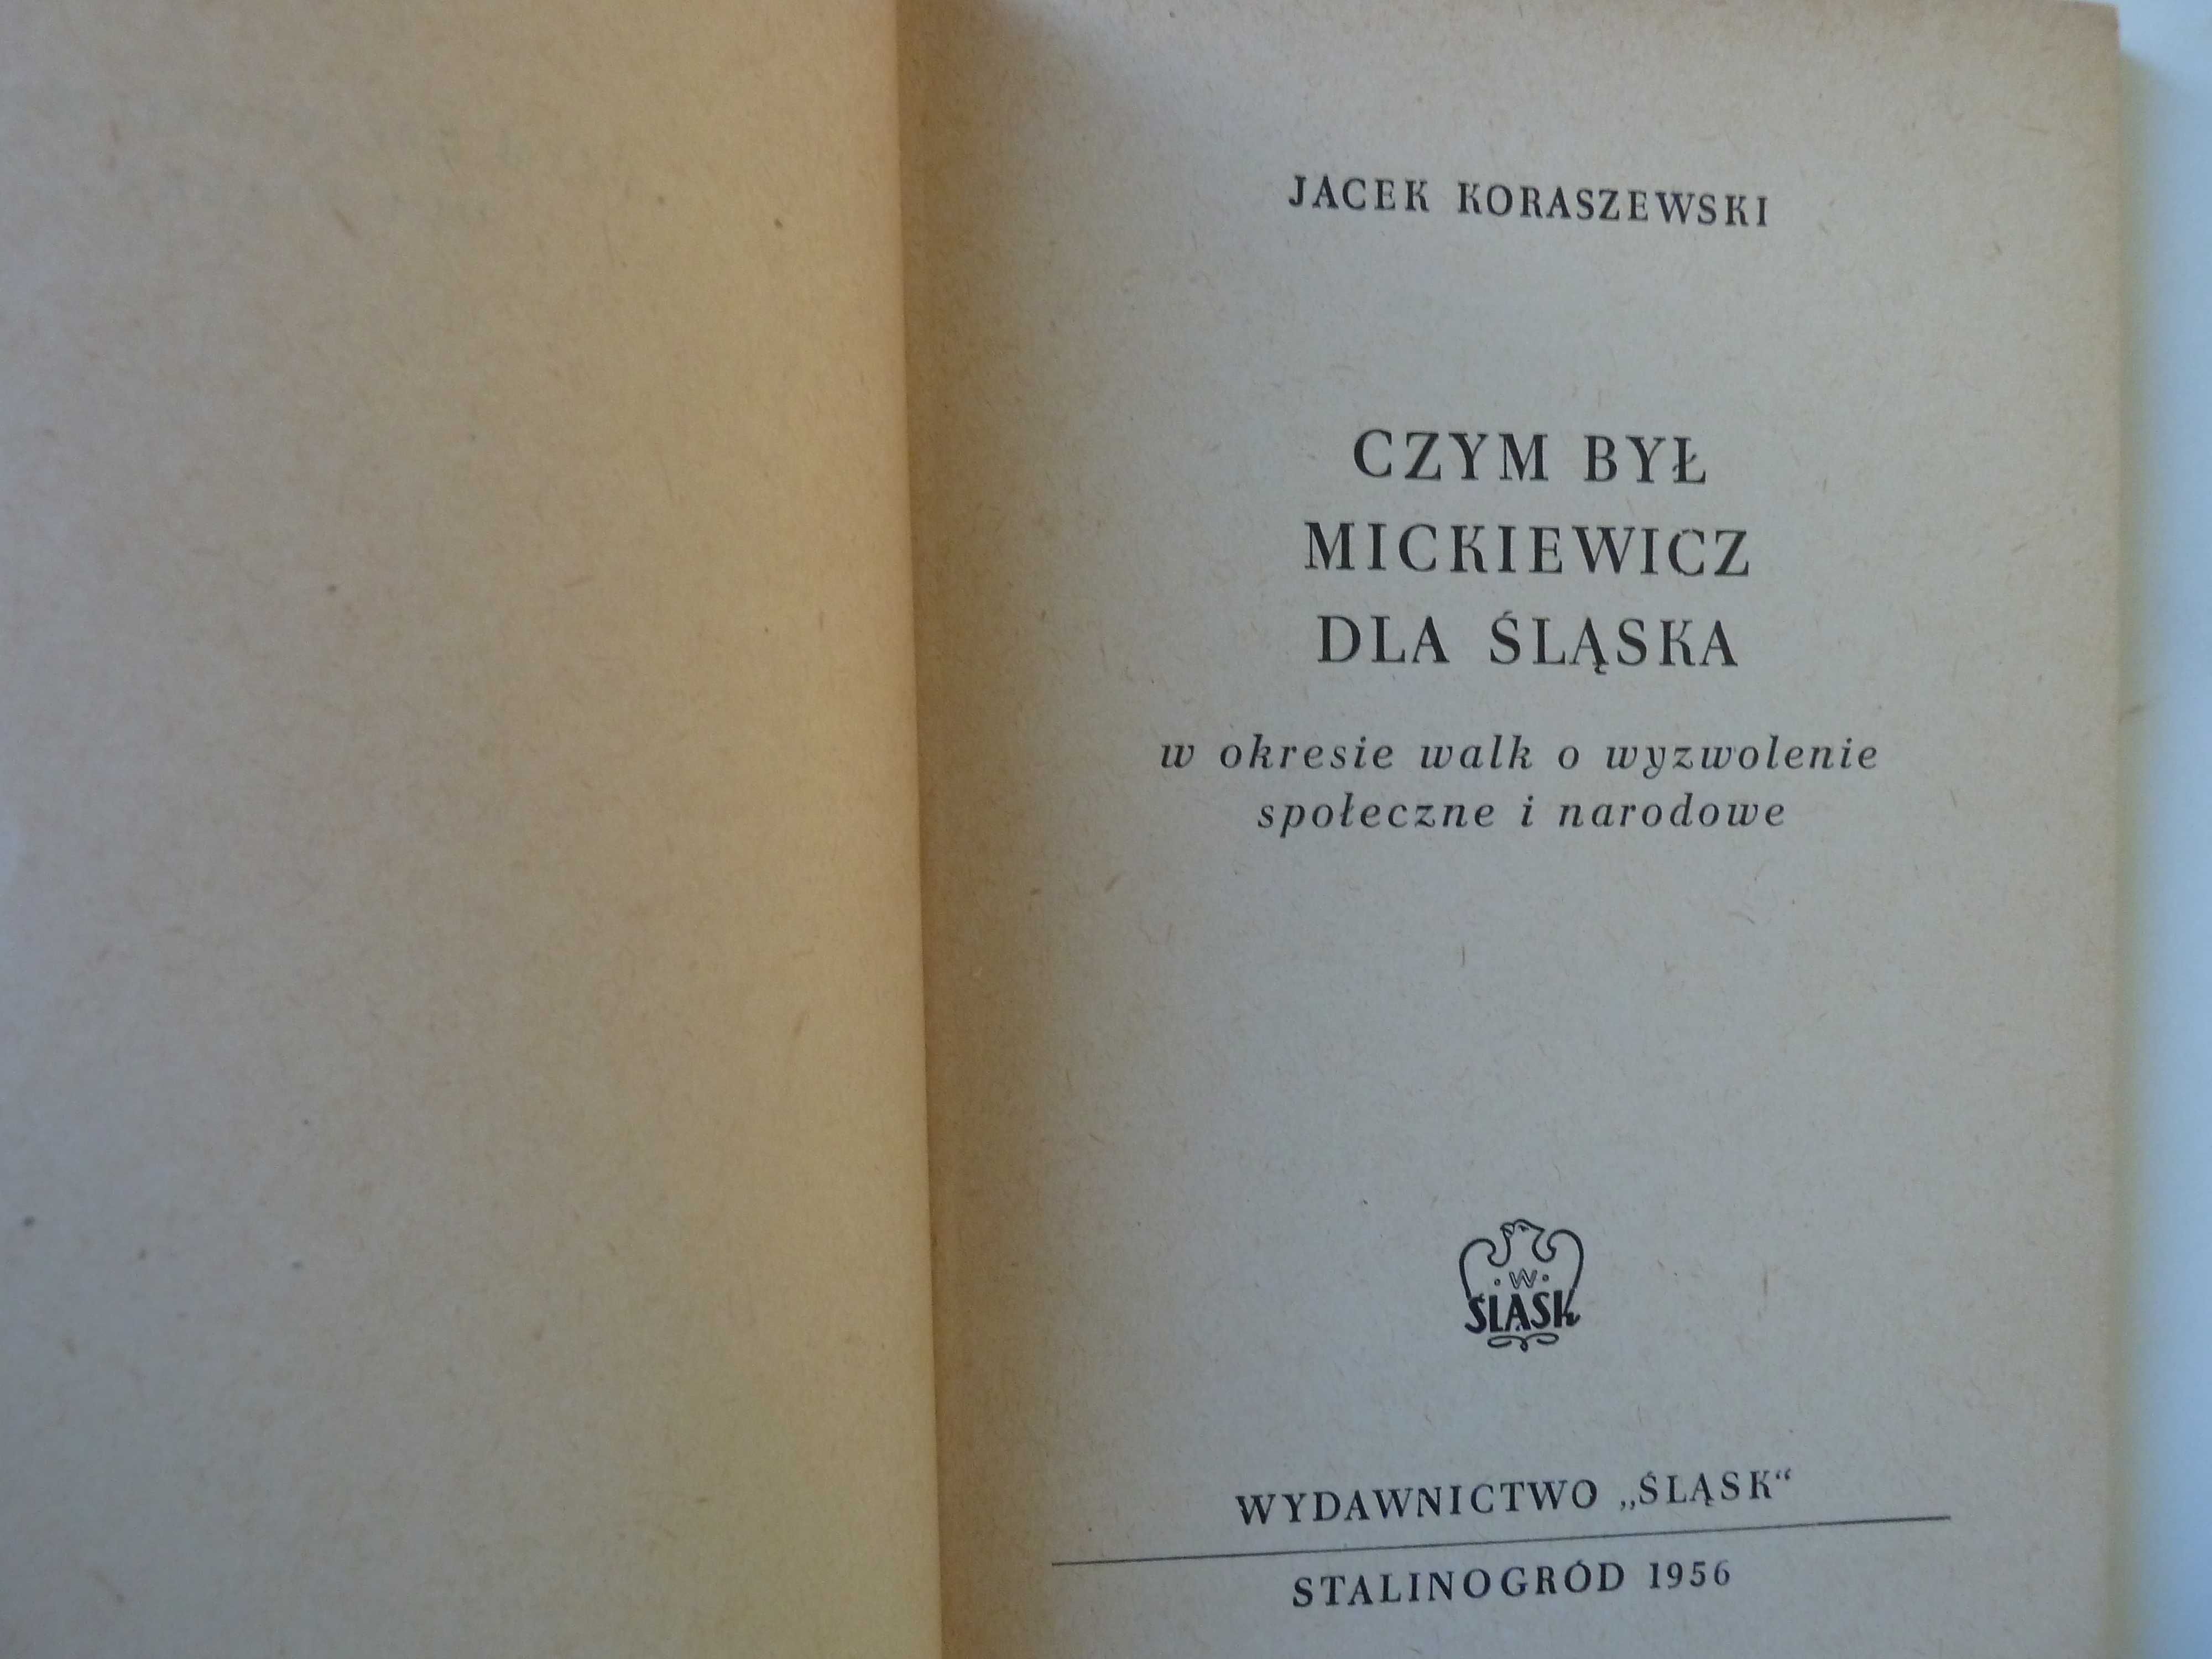 JACEK KORASZEWSKI
CZYM BYŁ
MICKIEWICZ
DLA ŚLĄSKA
w okresie walk o wyzwolenie
społeczne i narodowe
·W·
ŚLĄSK
WYDAWNICTWO „ŚLĄSK“
STALINOGRÓD 1956